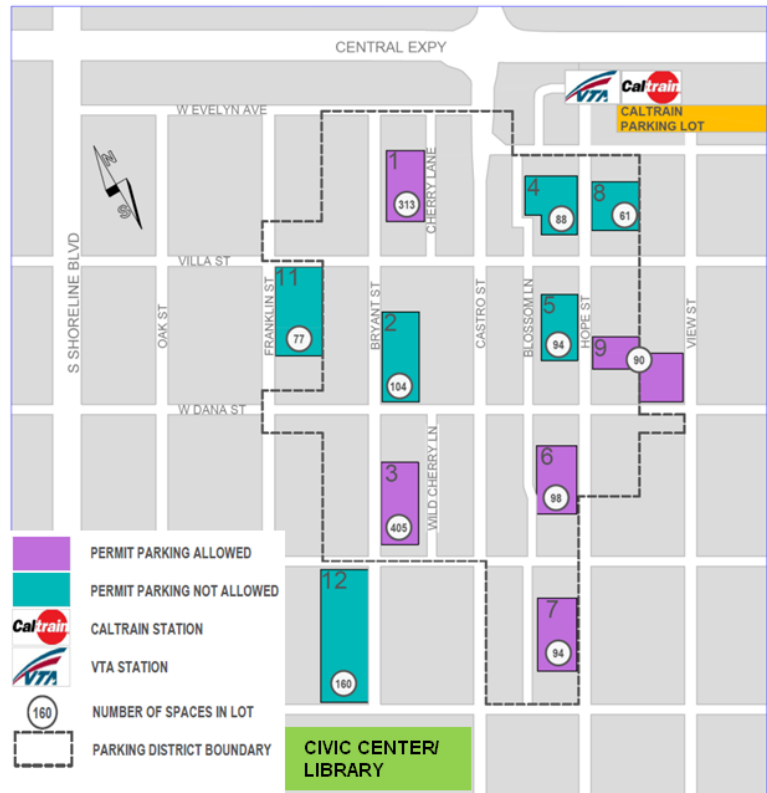 CENTRAL EXPY
VTA
Caltrain
CALTRAIN
PARKING LOT
W EVELYN AVE
N
S
1
313
CHERRY LANE
4
88
8
61
S SHORELINE BLVD
OAK ST
VILLA ST
FRANKLIN ST
11
77
BRYANT ST
2
104
CASTRO ST
BLOSSOM LN
5
94
HOPE ST
9
90
VIEW ST
W DANA ST
3
405
WILD CHERRY LN
6
98
12
160
7
94
PERMIT PARKING ALLOWED
PERMIT PARKING NOT ALLOWED
Caltrain
CALTRAIN STATION
VTA
VTA STATION
160
NUMBER OF SPACES IN LOT
PARKING DISTRICT BOUNDARY
CIVIC CENTER/
LIBRARY